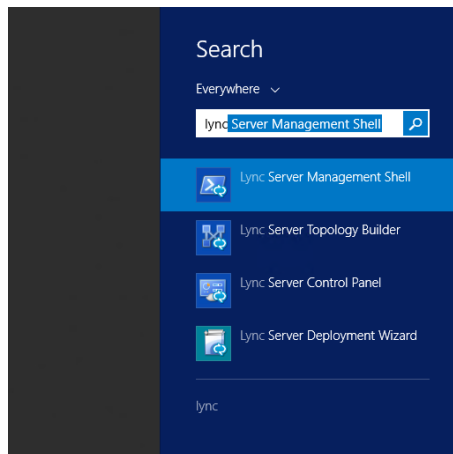 Search
Everywhere
lync Server Management Shell
Lync Server Management Shell
Lync Server Topology Builder
Lync Server Control Panel
Lync Server Deployment Wizard
lync